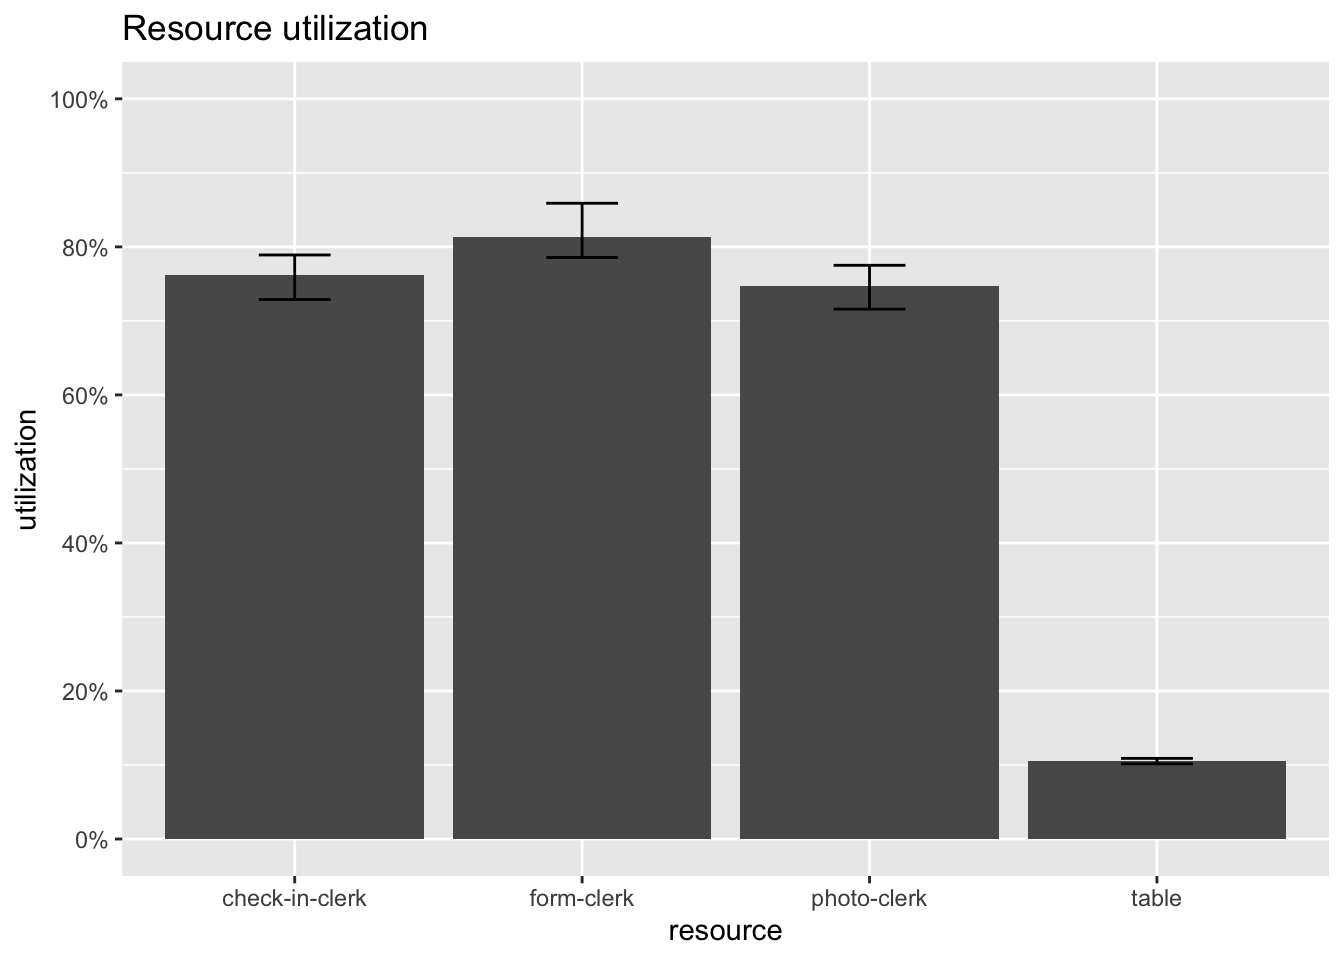 Resource utilization
100%
80%
60%
40%
20%
0%
utilization
check-in-clerk form-clerk photo-clerk table
resource